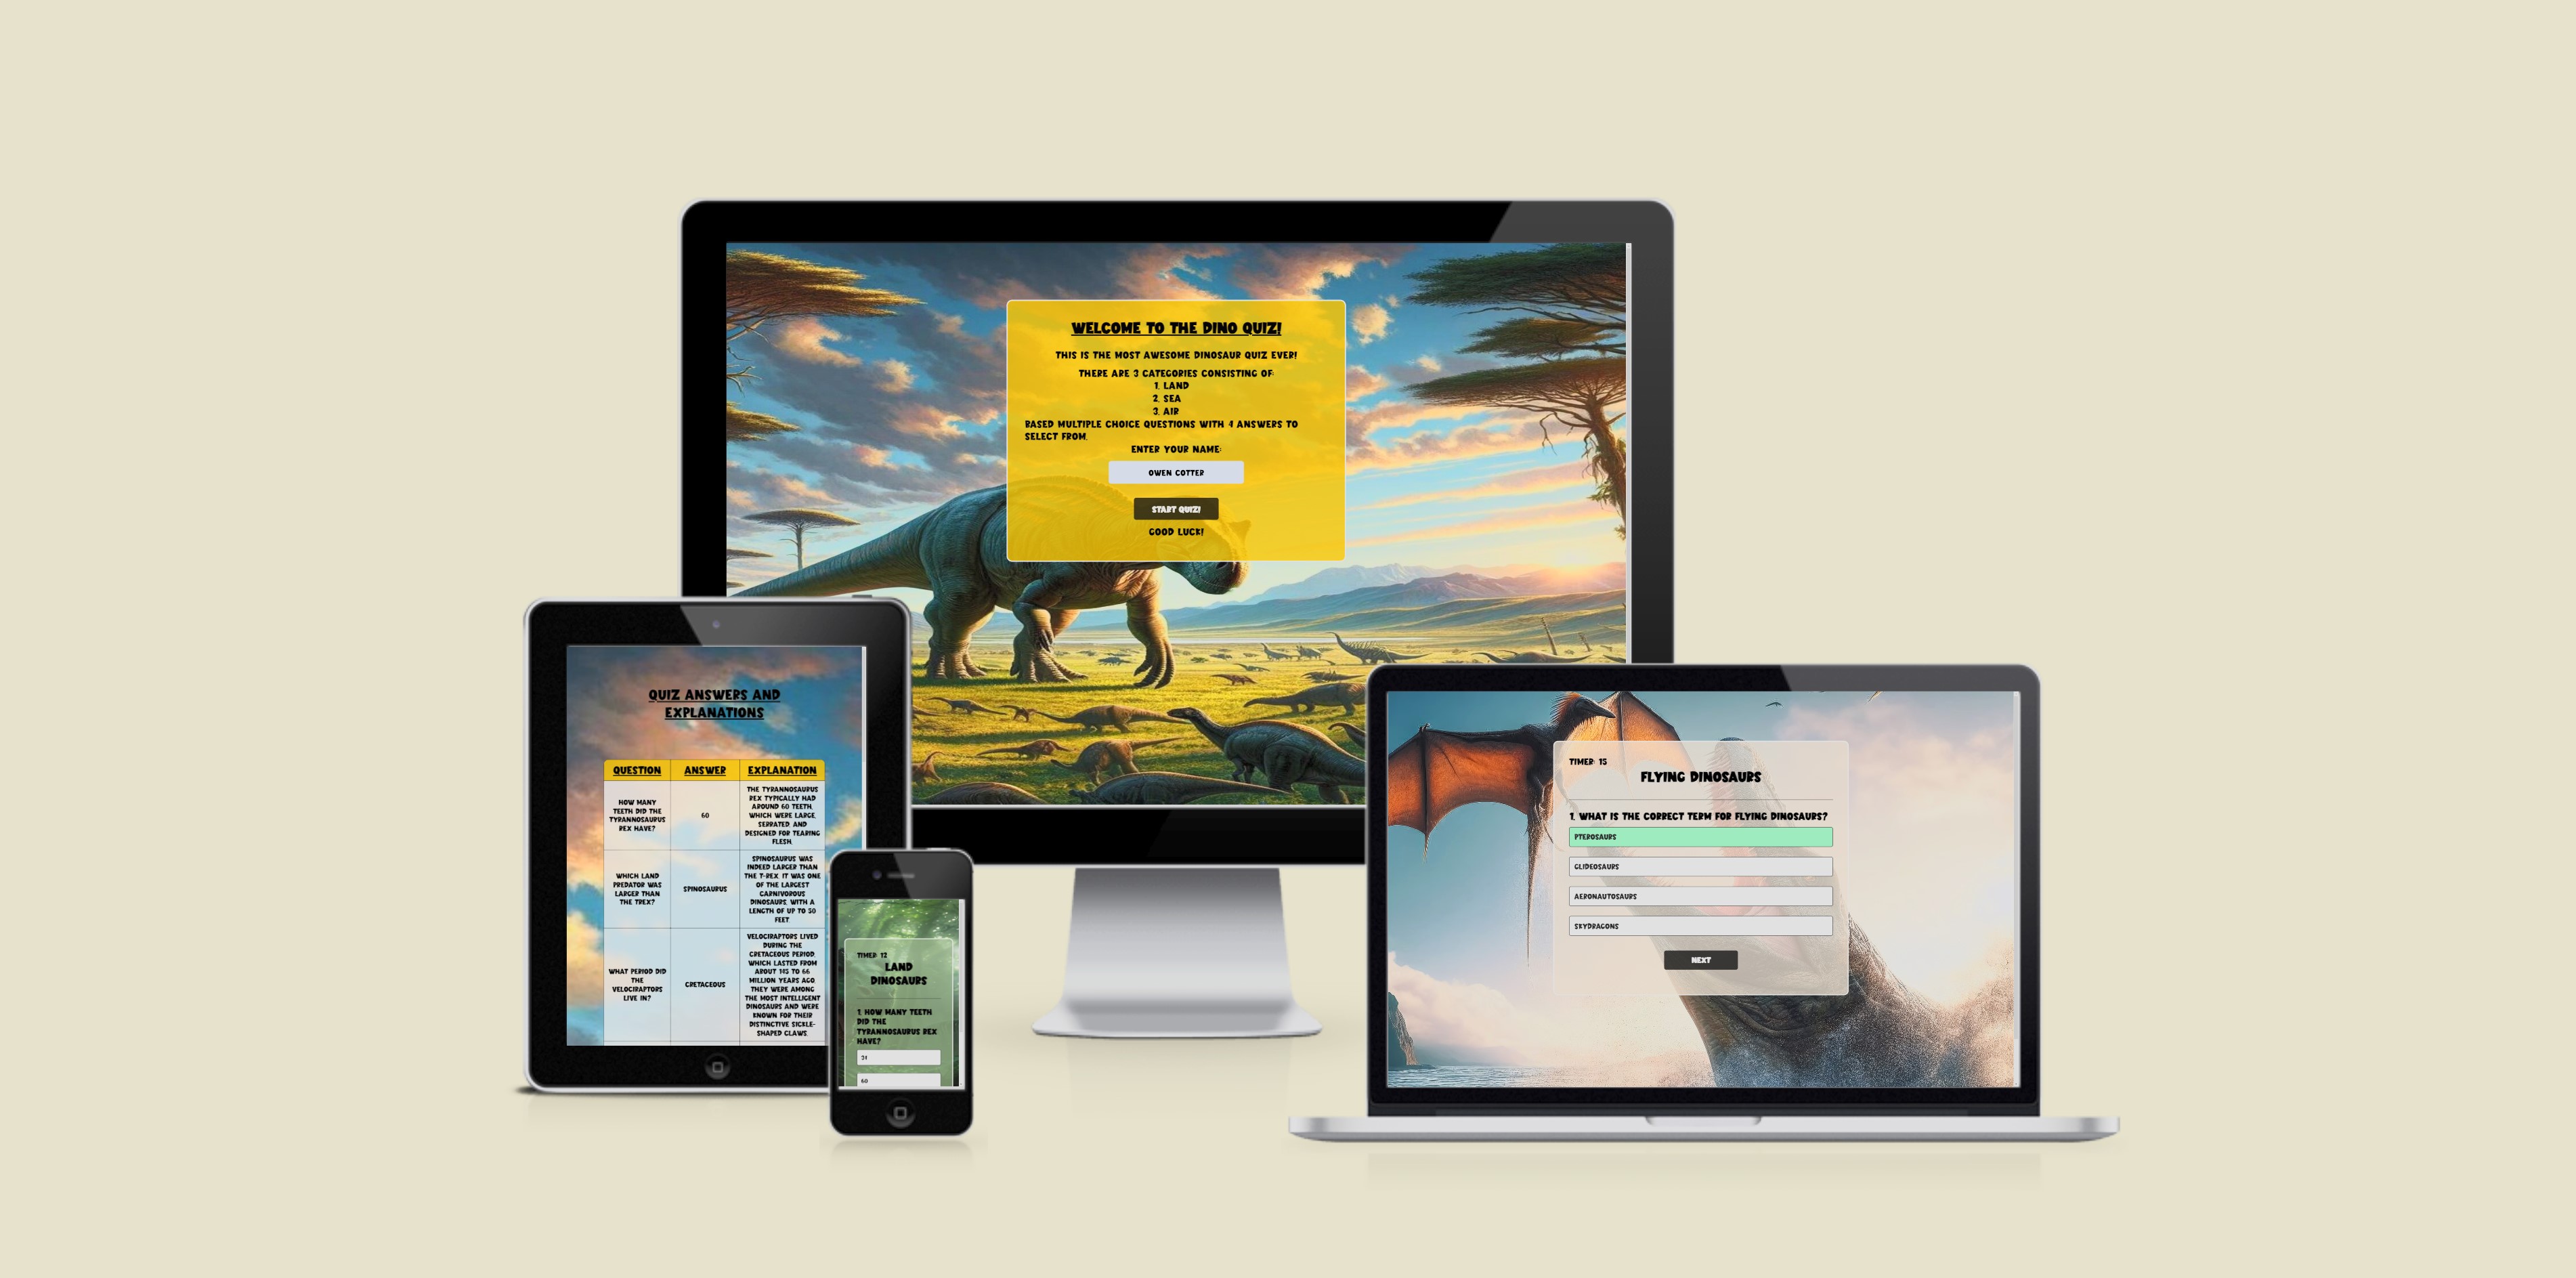 WELCOME TO THE DINO QUIZ!
THIS IS THE MOST AWESOME DINOSAUR QUIZ EVER!
THERE ARE 3 CATEGORIES CONSISTING OF:
1. LAND
2. SEA
3. AIR
BASED MULTIPLE CHOICE QUESTIONS WITH 4 ANSWERS TO
SELECT FROM.
ENTER YOUR NAME:
OWEN COTTER
START QUIZ!
GOOD LUCK!
QUIZ ANSWERS AND
EXPLANATIONS
QUESTION ANSWER EXPLANATION
HOW MANY
TEETH DID THE
TYRANNOSAURUS
REX HAVE?
60
THE TYRANNOSAURUS
REX TYPICALLY HAD
AROUND 60 TEETH,
WHICH WERE LARGE,
SERRATED, AND
DESIGNED FOR TEARING
FLESH.
WHICH LAND
PREDATOR WAS
LARGER THAN
THE TREX?
SPINOSAURUS
SPINOSAURUS WAS
INDEED LARGER THAN
THE T-REX. IT WAS ONE
OF THE LARGEST
CARNIVOROUS
DINOSAURS, WITH A
LENGTH OF UP TO 50
FEET.
WHAT PERIOD DID
THE
VELOCIRAPTORS
LIVE IN?
CRETACEOUS
VELOCIRAPTORS LIVED
DURING THE
CRETACEOUS PERIOD,
WHICH LASTED FROM
ABOUT 145 TO 66
MILLION YEARS AGO.
THEY WERE AMONG
THE MOST INTELLIGENT
DINOSAURS AND WERE
KNOWN FOR THEIR
DISTINCTIVE SICKLE-
SHAPED CLAWS.
TIMER: 12
LAND
DINOSAURS
1. HOW MANY TEETH
DID THE
TYRANNOSAURUS REX
HAVE?
60
TIMER: 15
FLYING DINOSAURS
1. WHAT IS THE CORRECT TERM FOR FLYING DINOSAURS?
PTEROSAURS
GLIDEOSAURS
AERONAUTOSAURS
SKYDRAGONS
NEXT